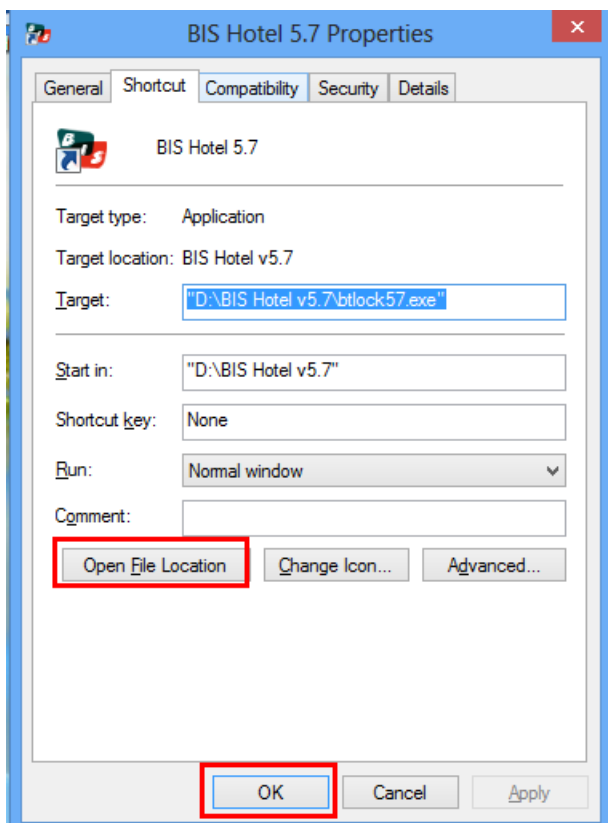 BIS Hotel 5.7 Properties
General Shortcut Compatibility Security Details
BIS
BIS Hotel 5.7
Target type: Application
Target location: BIS Hotel v5.7
Target: "D:\BIS Hotel v5.7\btlock57.exe"
Start in: "D:\BIS Hotel v5.7"
Shortcut key: None
Run: Normal window
Comment:
Open File Location Change Icon... Advanced...
OK Cancel Apply